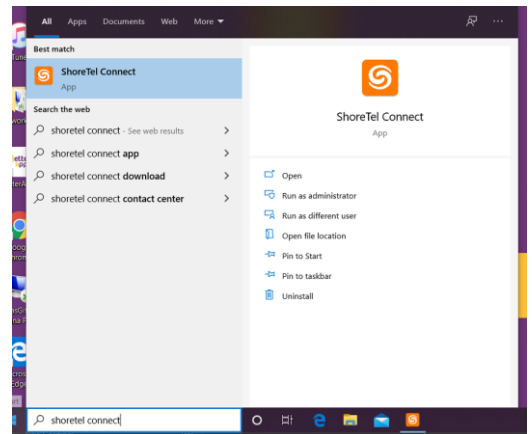 All Apps Documents Web More
Best match
ShoreTel Connect
App
Search the web
shoretel connect - See web results
shoretel connect app
shoretel connect download
shoretel connect contact center
ShoreTel Connect
App
Open
Run as administrator
Run as different user
Open file location
Pin to Start
Pin to taskbar
Uninstall
shoretel connect